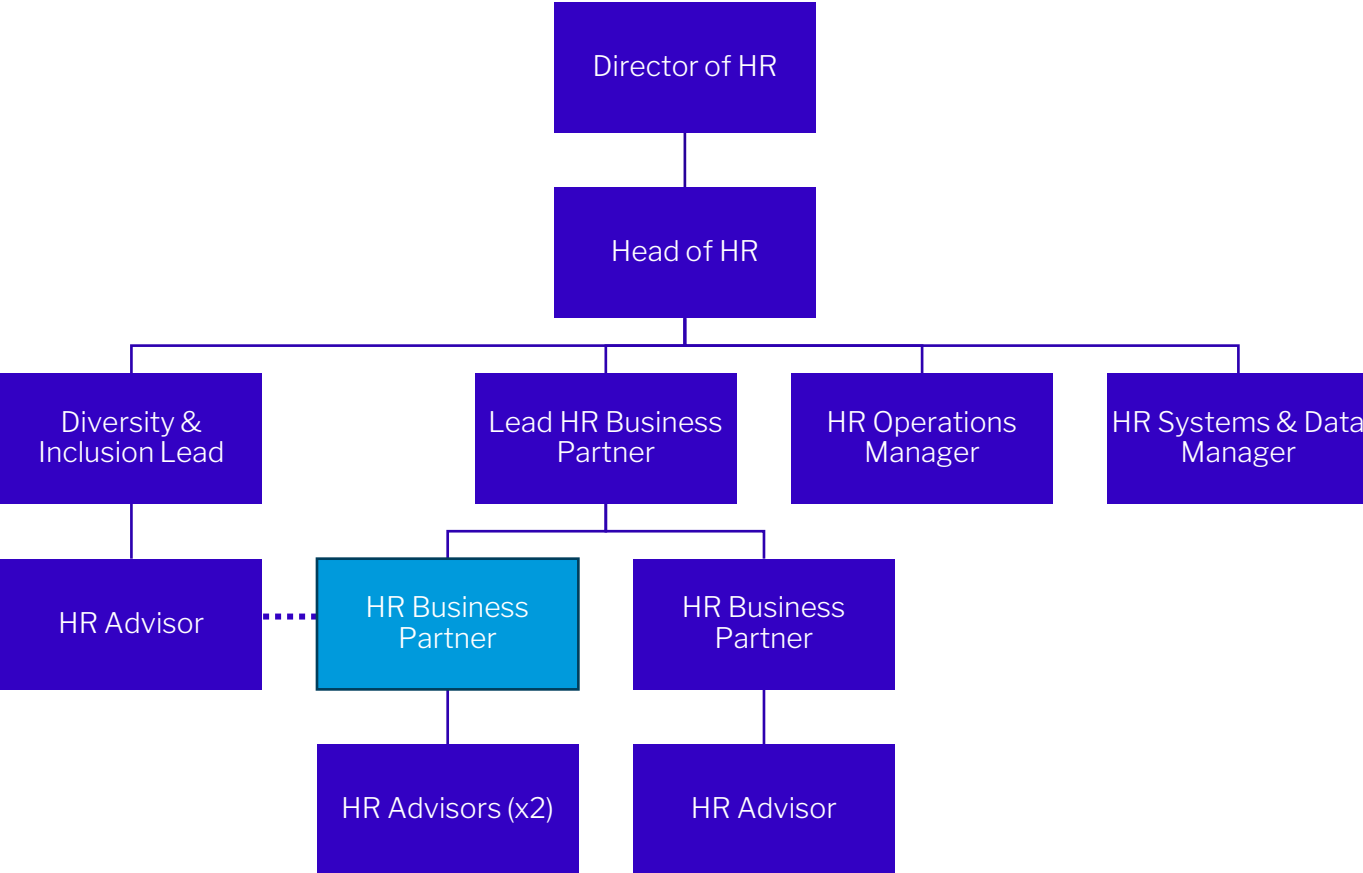 Director of HR
Head of HR
Diversity &
Inclusion Lead
Lead HR Business
Partner
HR Operations
Manager
HR Systems & Data
Manager
HR Advisor
HR Business
Partner
HR Business
Partner
HR Advisors (x2)
HR Advisor